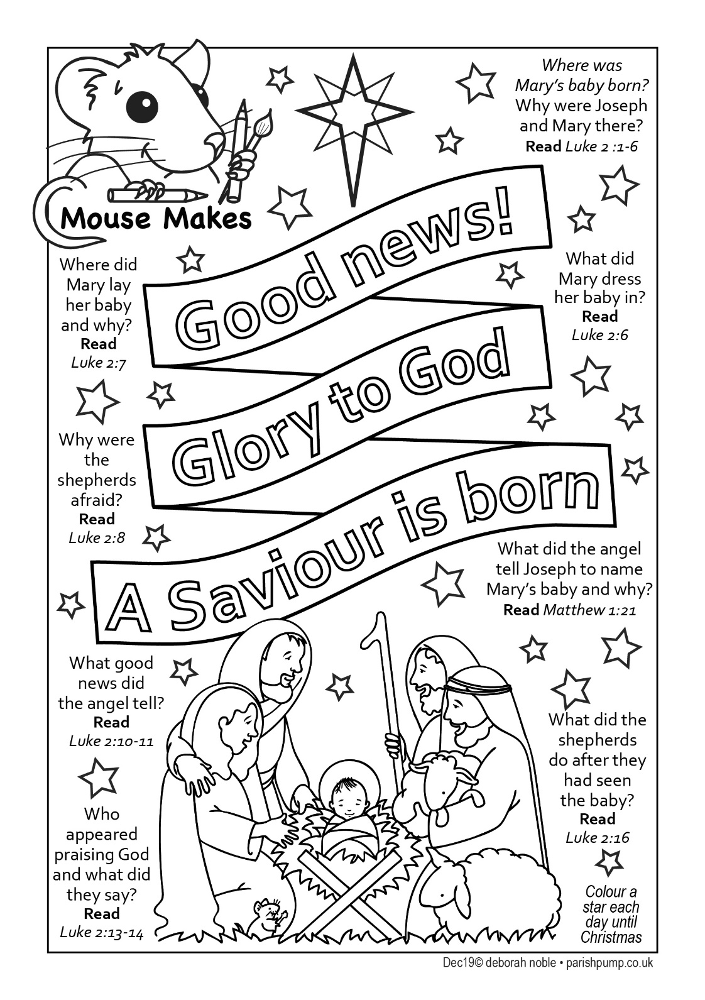 Mouse Makes
Where was
Mary's baby born?
Why were Joseph
and Mary there?
Read Luke 2 :1-6
Good news!
Glory to God
A Saviour is born
Where did
Mary lay
her baby
and why?
Read
Luke 2:7
What did
Mary dress
her baby in?
Read
Luke 2:6
Why were
the
shepherds
afraid?
Read
Luke 2:8
What did the angel
tell Joseph to name
Mary's baby and why?
Read Matthew 1:21
What good
news did
the angel tell?
Read
Luke 2:10-11
What did the
shepherds
do after they
had seen
the baby?
Read
Luke 2:16
Who
appeared
praising God
and what did
they say?
Read
Luke 2:13-14
Colour a
star each
day until
Christmas
Dec19© deborah noble • parishpump.co.uk